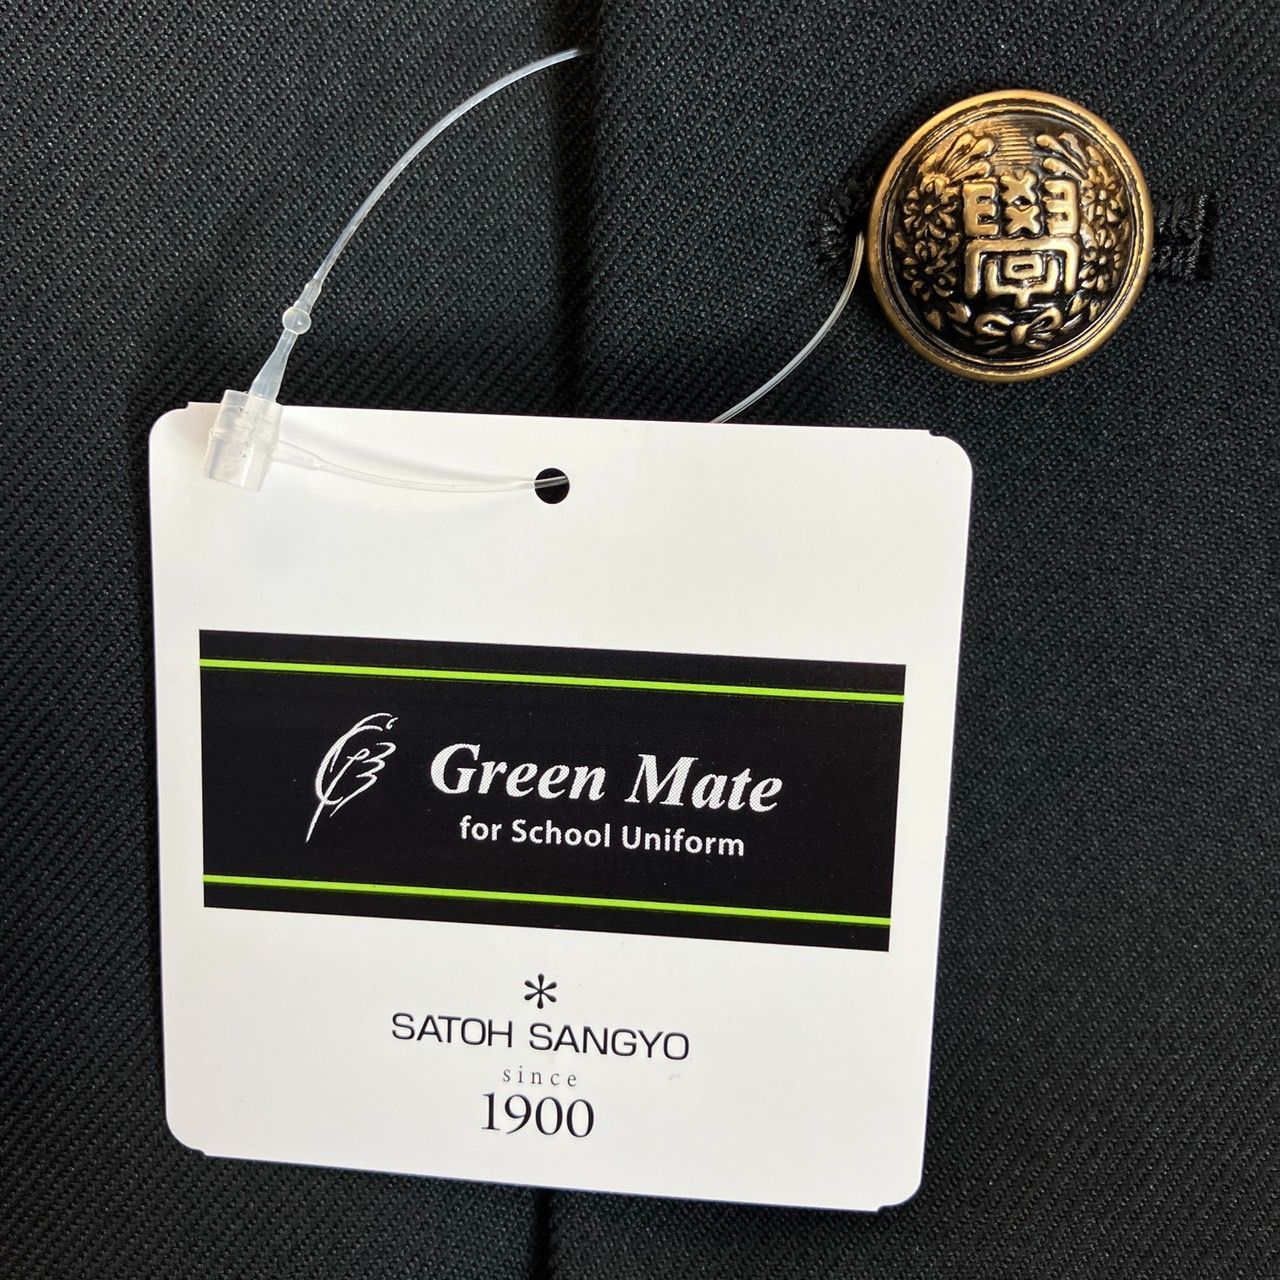 Green Mate
for School Uniform
SATOH SANGYO
since
1900